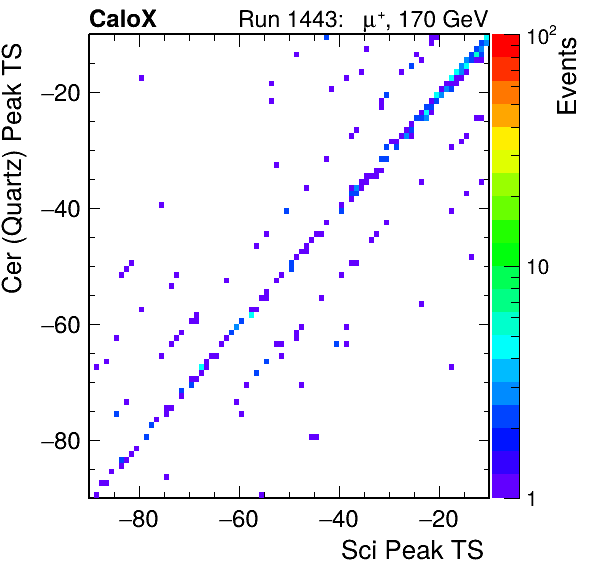 CaloX Run 1443: μ⁺, 170 GeV
10²
Events
Cer (Quartz) Peak TS
−20
−40
−60
−80
10
1
−80 −60 −40 −20
Sci Peak TS